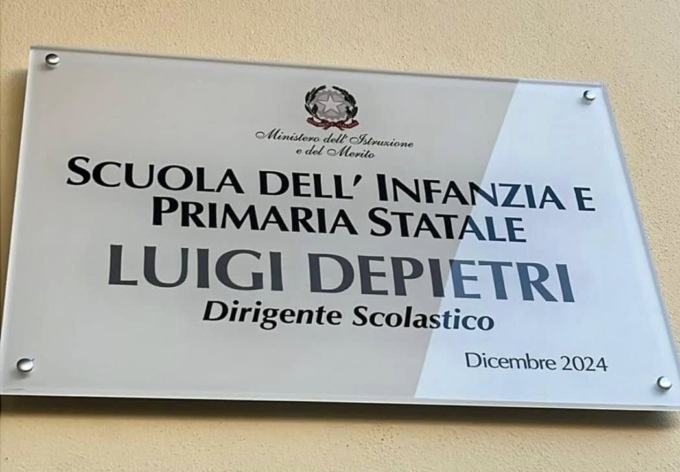 Ministero dell'Istruzione
e del Merito
SCUOLA DELL' INFANZIA E
PRIMARIA STATALE
LUIGI DEPIETRI
Dirigente Scolastico
Dicembre 2024